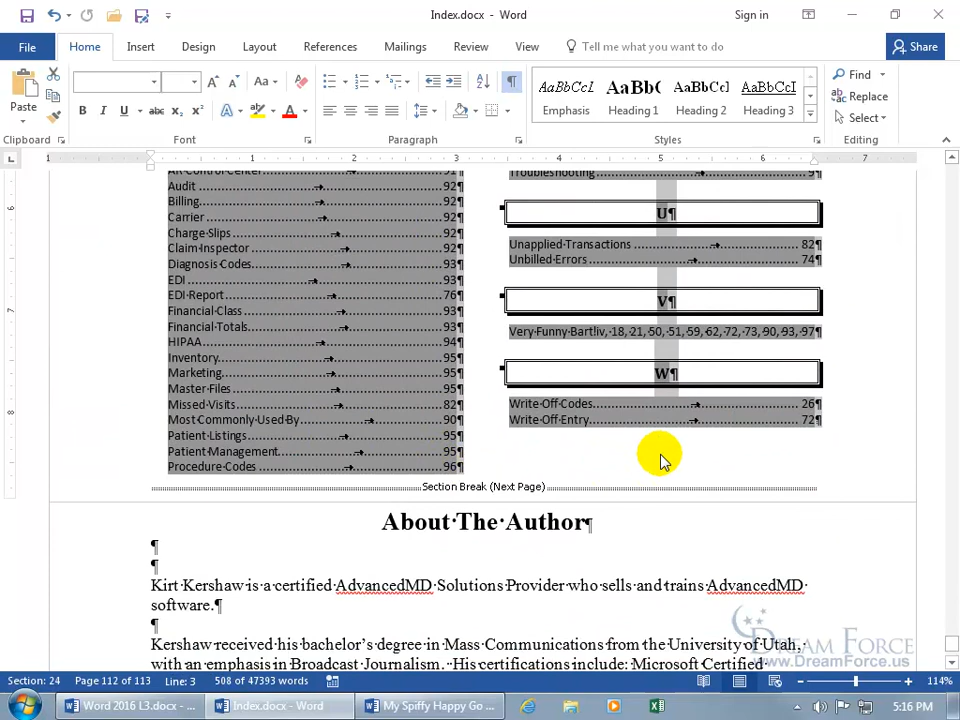 Index.docx - Word
Sign in
File
Home
Insert
Design
Layout
References
Mailings
Review
View
Tell me what you want to do
Share
Paste
Clipboard
Font
Paragraph
Emphasis
Heading 1
Heading 2
Heading 3
Styles
Find
Replace
Select
Editing
Audit 92¶
Billing 92¶
Carrier 92¶
Charge·Slips 92¶
Claim·Inspector 92¶
Diagnosis·Codes 93¶
EDI 93¶
EDI·Report 76¶
Financial·Class 93¶
Financial·Totals 93¶
HIPAA 94¶
Inventory 95¶
Marketing 95¶
Master·Files 95¶
Missed·Visits 82¶
Most·Commonly·Used·By 90¶
Patient·Listings 95¶
Patient·Management 95¶
Procedure·Codes 96¶
Troubleshooting 9¶
U¶
Unapplied·Transactions 82¶
Unbilled·Errors 74¶
V¶
Very·Funny·Bart!iv,·18,·21,·50,·51,·59,·62,·72,·73,·90,·93,·97¶
W¶
Write·Off·Codes 26¶
Write·Off·Entry 72¶
Section Break (Next Page)
About·The·Author¶
¶
¶
Kirt·Kershaw·is·a·certified·AdvancedMD·Solutions·Provider·who·sells·and·trains·AdvancedMD·
software.¶
¶
Kershaw·received·his·bachelor's·degree·in·Mass·Communications·from·the·University·of·Utah,·
with·an·emphasis·in·Broadcast·Journalism.··His·certifications·include:·Microsoft·Certified·
DREAM FORCE
www.DreamForce.us
Section: 24 Page 112 of 113 Line: 3 508 of 47393 words
114%
Word 2016 L3.docx - ...
Index.docx - Word
My Spiffy Happy Go ...
5:16 PM